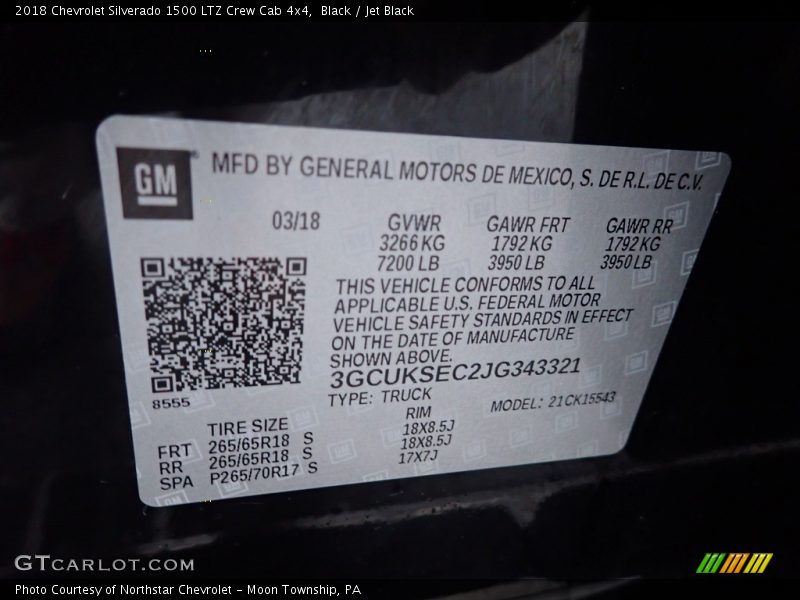 2018 Chevrolet Silverado 1500 LTZ Crew Cab 4x4, Black / Jet Black
GM® MFD BY GENERAL MOTORS DE MEXICO, S. DE R.L. DE C.V.
03/18 GVWR GAWR FRT GAWR RR
3266 KG 1792 KG 1792 KG
7200 LB 3950 LB 3950 LB
THIS VEHICLE CONFORMS TO ALL
APPLICABLE U.S. FEDERAL MOTOR
VEHICLE SAFETY STANDARDS IN EFFECT
ON THE DATE OF MANUFACTURE
SHOWN ABOVE.
3GCUKSEC2JG343321
8555
TYPE: TRUCK MODEL: 21CK15543
TIRE SIZE RIM
FRT 265/65R18 S 18X8.5J
RR 265/65R18 S 18X8.5J
SPA P265/70R17 S 17X7J
GTCARLOT.COM
Photo Courtesy of Northstar Chevrolet – Moon Township, PA